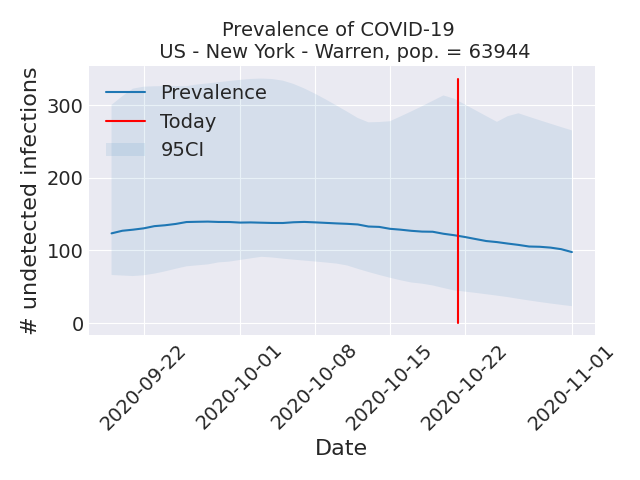 Prevalence of COVID-19
US - New York - Warren, pop. = 63944
# undetected infections
300
200
100
0
Prevalence
Today
95CI
2020-09-22
2020-10-01
2020-10-08
2020-10-15
2020-10-22
2020-11-01
Date